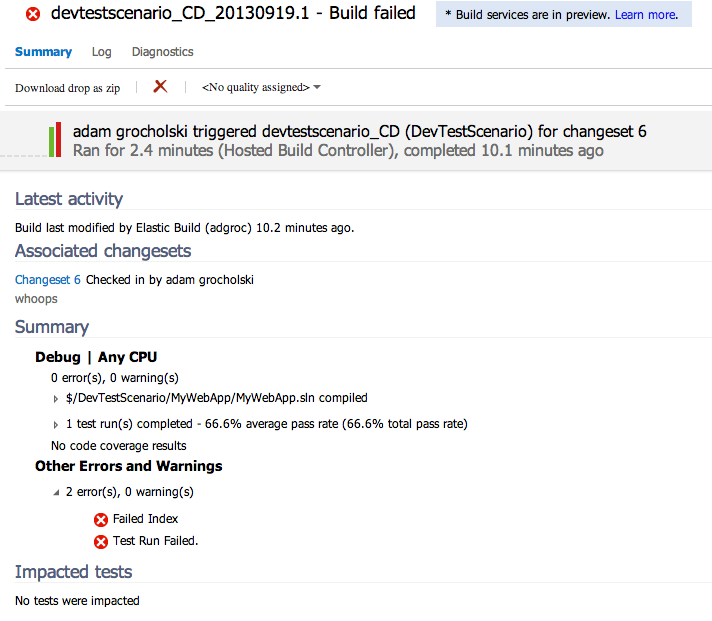 devtestscenario_CD_20130919.1 - Build failed
* Build services are in preview. Learn more.
Summary Log Diagnostics
Download drop as zip <No quality assigned>
adam grocholski triggered devtestscenario_CD (DevTestScenario) for changeset 6
Ran for 2.4 minutes (Hosted Build Controller), completed 10.1 minutes ago
Latest activity
Build last modified by Elastic Build (adgroc) 10.2 minutes ago.
Associated changesets
Changeset 6 Checked in by adam grocholski
whoops
Summary
Debug | Any CPU
0 error(s), 0 warning(s)
$/DevTestScenario/MyWebApp/MyWebApp.sln compiled
1 test run(s) completed - 66.6% average pass rate (66.6% total pass rate)
No code coverage results
Other Errors and Warnings
2 error(s), 0 warning(s)
Failed Index
Test Run Failed.
Impacted tests
No tests were impacted